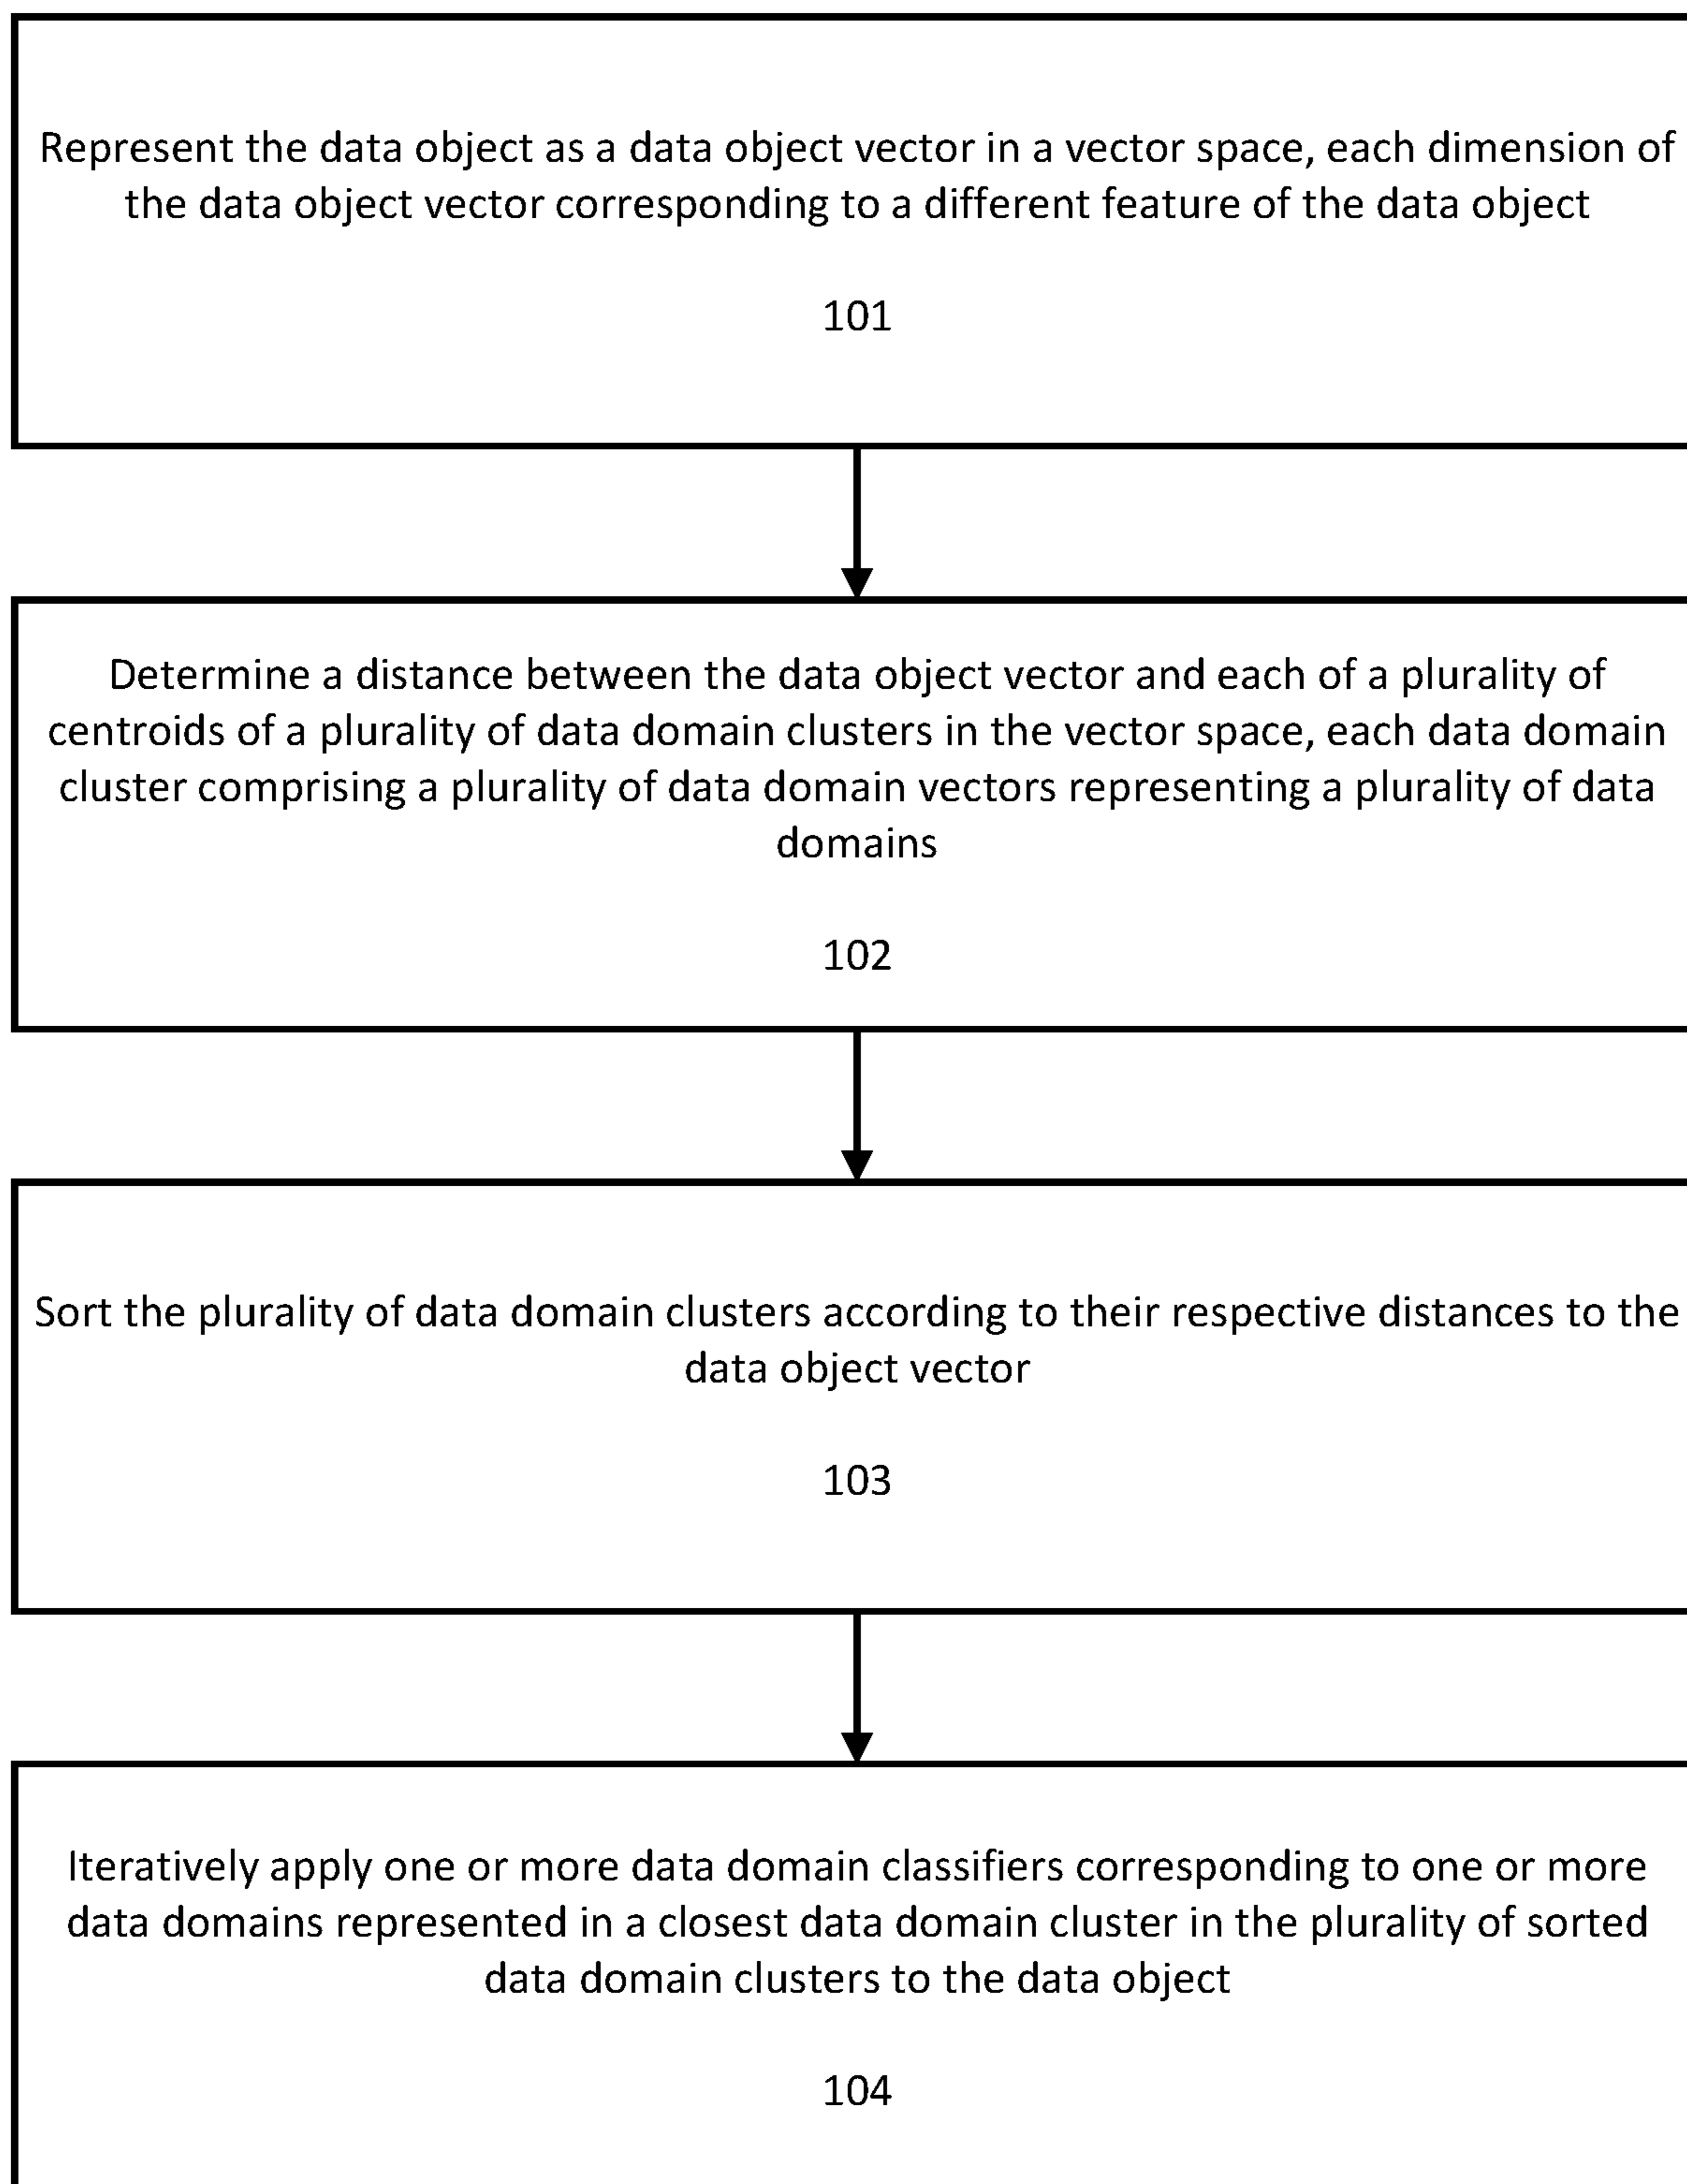 Represent the data object as a data object vector in a vector space, each dimension of
the data object vector corresponding to a different feature of the data object
101
Determine a distance between the data object vector and each of a plurality of
centroids of a plurality of data domain clusters in the vector space, each data domain
cluster comprising a plurality of data domain vectors representing a plurality of data
domains
102
Sort the plurality of data domain clusters according to their respective distances to the
data object vector
103
Iteratively apply one or more data domain classifiers corresponding to one or more
data domains represented in a closest data domain cluster in the plurality of sorted
data domain clusters to the data object
104